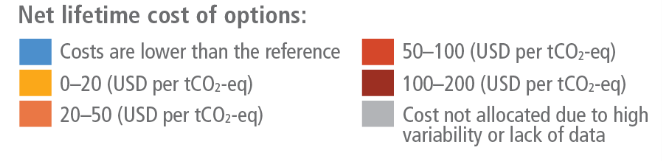 Net lifetime cost of options:
Costs are lower than the reference
0–20 (USD per tCO₂-eq)
20–50 (USD per tCO₂-eq)
50–100 (USD per tCO₂-eq)
100–200 (USD per tCO₂-eq)
Cost not allocated due to high
variability or lack of data